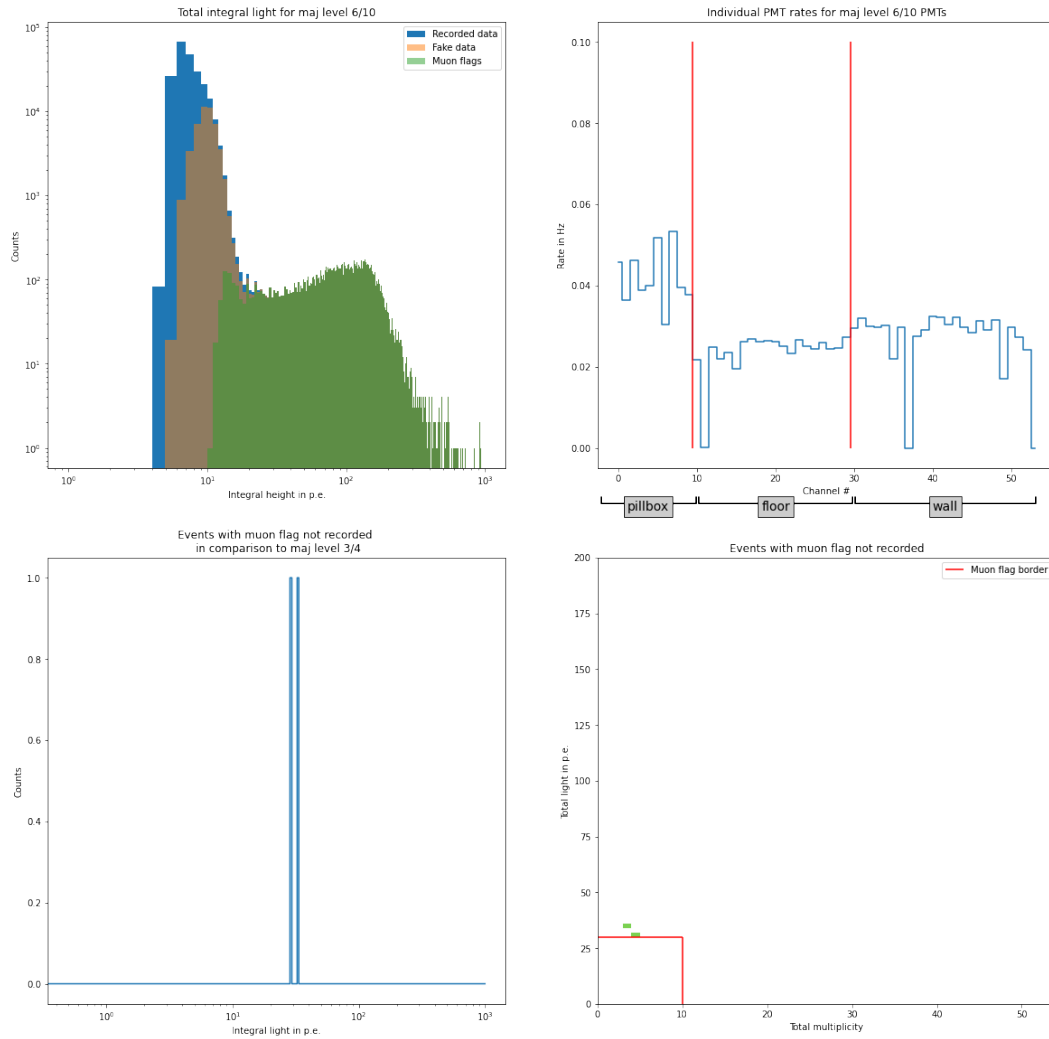 Total integral light for maj level 6/10
10⁵
10⁴
10³
10²
10¹
10⁰
Counts
Recorded data
Fake data
Muon flags
10⁰ 10¹ 10² 10³
Integral height in p.e.
Individual PMT rates for maj level 6/10 PMTs
0.10
0.08
0.06
0.04
0.02
0.00
Rate in Hz
0 10 20 30 40 50
Channel #
pillbox floor wall
Events with muon flag not recorded
in comparison to maj level 3/4
1.0
0.8
0.6
0.4
0.2
0.0
Counts
10⁰ 10¹ 10² 10³
Integral light in p.e.
Events with muon flag not recorded
200
175
150
125
100
75
50
25
0
Total light in p.e.
Muon flag border
0 10 20 30 40 50
Total multiplicity